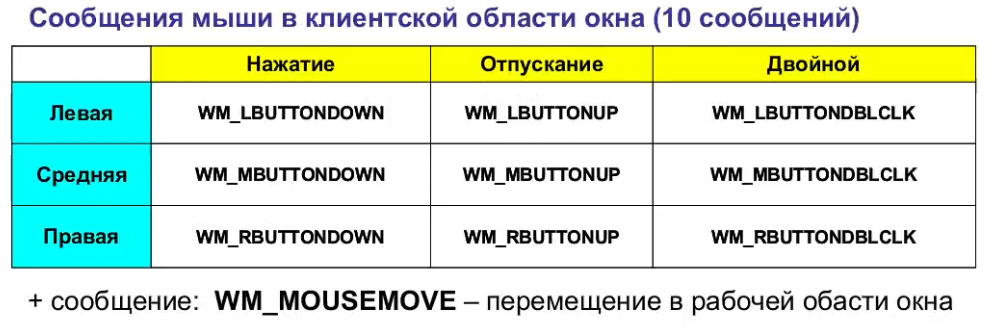 Сообщения мыши в клиентской области окна (10 сообщений)
Нажатие Отпускание Двойной
Левая WM_LBUTTONDOWN WM_LBUTTONUP WM_LBUTTONDBLCLK
Средняя WM_MBUTTONDOWN WM_MBUTTONUP WM_MBUTTONDBLCLK
Правая WM_RBUTTONDOWN WM_RBUTTONUP WM_RBUTTONDBLCLK
+ сообщение: WM_MOUSEMOVE – перемещение в рабочей обасти окна